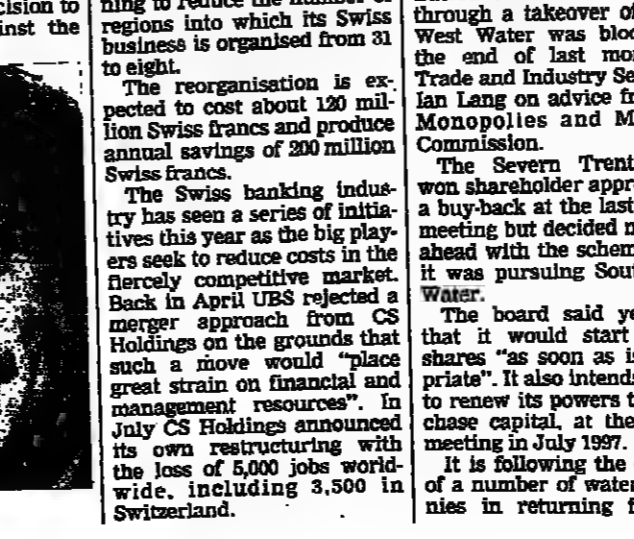 cision to
inst the
ning to reduce the number of
regions into which its Swiss
business is organised from 31
to eight.
The reorganisation is ex-
pected to cost about 120 mil-
lion Swiss francs and produce
annual savings of 200 million
Swiss francs.
The Swiss banking indus-
try has seen a series of initia-
tives this year as the big play-
ers seek to reduce costs in the
fiercely competitive market.
Back in April UBS rejected a
merger approach from CS
Holdings on the grounds that
such a move would "place
great strain on financial and
management resources". In
July CS Holdings announced
its own restructuring with
the loss of 5,000 jobs world-
wide, including 3,500 in
Switzerland.
through a takeover of
West Water was bloc
the end of last mo
Trade and Industry Se
Ian Lang on advice fr
Monopolies and M
Commission.
The Severn Trent
won shareholder appr
a buy-back at the last
meeting but decided n
ahead with the schem
it was pursuing Sou
Water.
The board said ye
that it would start
shares "as soon as is
priate". It also intends
to renew its powers t
chase capital, at the
meeting in July 1997.
It is following the
of a number of water
nies in returning f